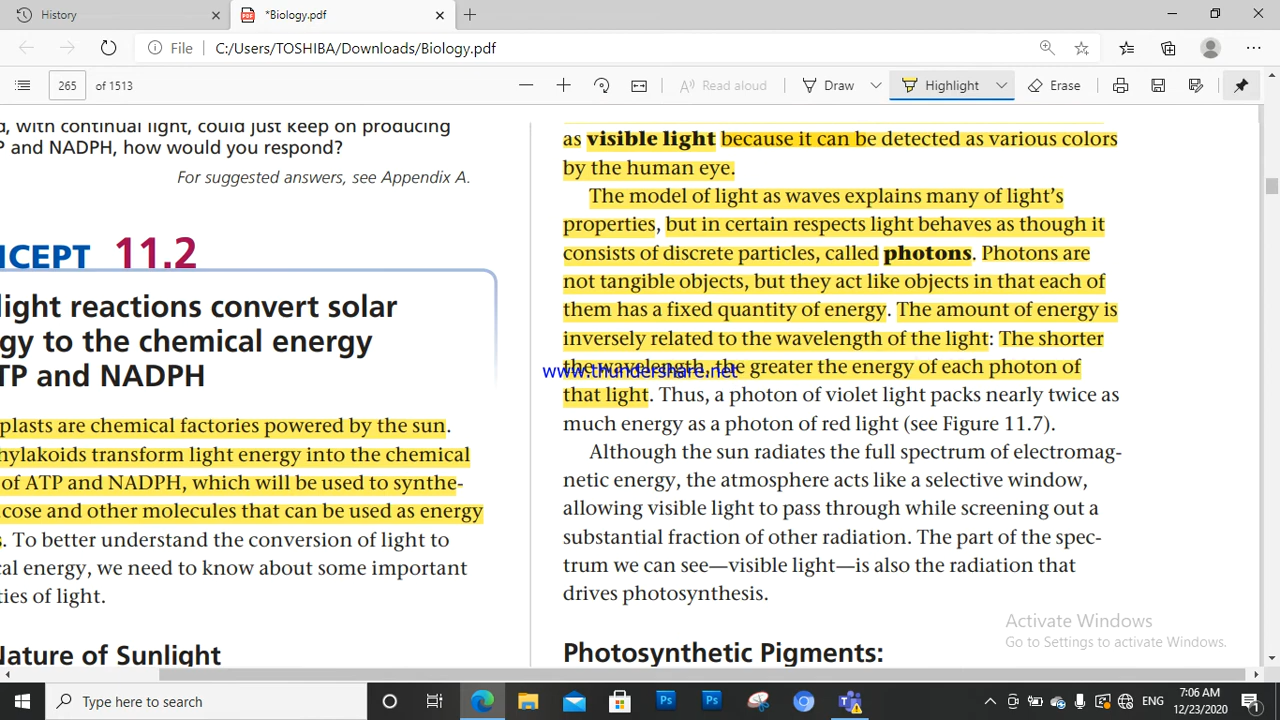 History
*Biology.pdf
File
C:/Users/TOSHIBA/Downloads/Biology.pdf
265 of 1513
Read aloud
Draw
Highlight
Erase
d, with continual light, could just keep on producing
P and NADPH, how would you respond?
For suggested answers, see Appendix A.
NCEPT 11.2
light reactions convert solar
gy to the chemical energy
TP and NADPH
plasts are chemical factories powered by the sun.
hylakoids transform light energy into the chemical
of ATP and NADPH, which will be used to synthe-
ucose and other molecules that can be used as energy
s. To better understand the conversion of light to
cal energy, we need to know about some important
ties of light.
Nature of Sunlight
as visible light because it can be detected as various colors
by the human eye.
The model of light as waves explains many of light's
properties, but in certain respects light behaves as though it
consists of discrete particles, called photons. Photons are
not tangible objects, but they act like objects in that each of
them has a fixed quantity of energy. The amount of energy is
inversely related to the wavelength of the light: The shorter
the wavelength, the greater the energy of each photon of
that light. Thus, a photon of violet light packs nearly twice as
much energy as a photon of red light (see Figure 11.7).
Although the sun radiates the full spectrum of electromag-
netic energy, the atmosphere acts like a selective window,
allowing visible light to pass through while screening out a
substantial fraction of other radiation. The part of the spec-
trum we can see—visible light—is also the radiation that
drives photosynthesis.
Photosynthetic Pigments:
www.thundershare.net
Activate Windows
Go to Settings to activate Windows.
Type here to search
Ps
Ps
ENG
7:06 AM
12/23/2020
1